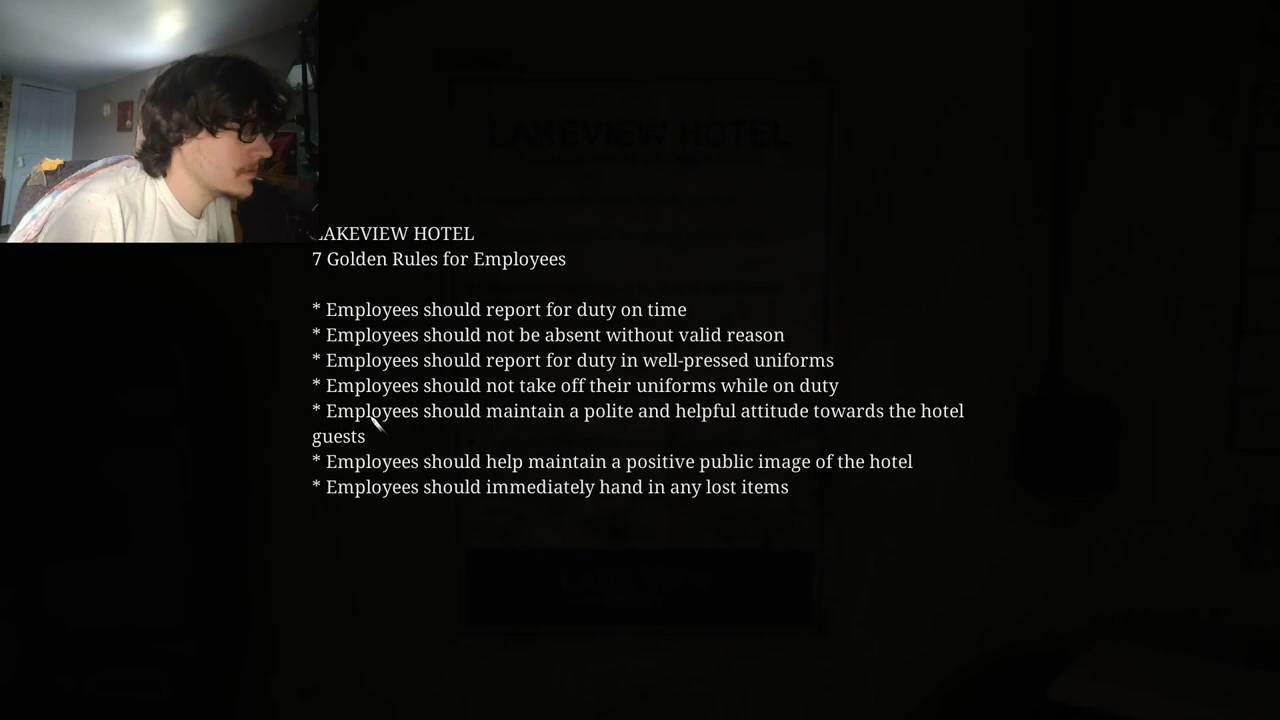 LAKEVIEW HOTEL
LAKEVIEW HOTEL
7 Golden Rules for Employees
* Employees should report for duty on time
* Employees should not be absent without valid reason
* Employees should report for duty in well-pressed uniforms
* Employees should not take off their uniforms while on duty
* Employees should maintain a polite and helpful attitude towards the hotel
guests
* Employees should help maintain a positive public image of the hotel
* Employees should immediately hand in any lost items